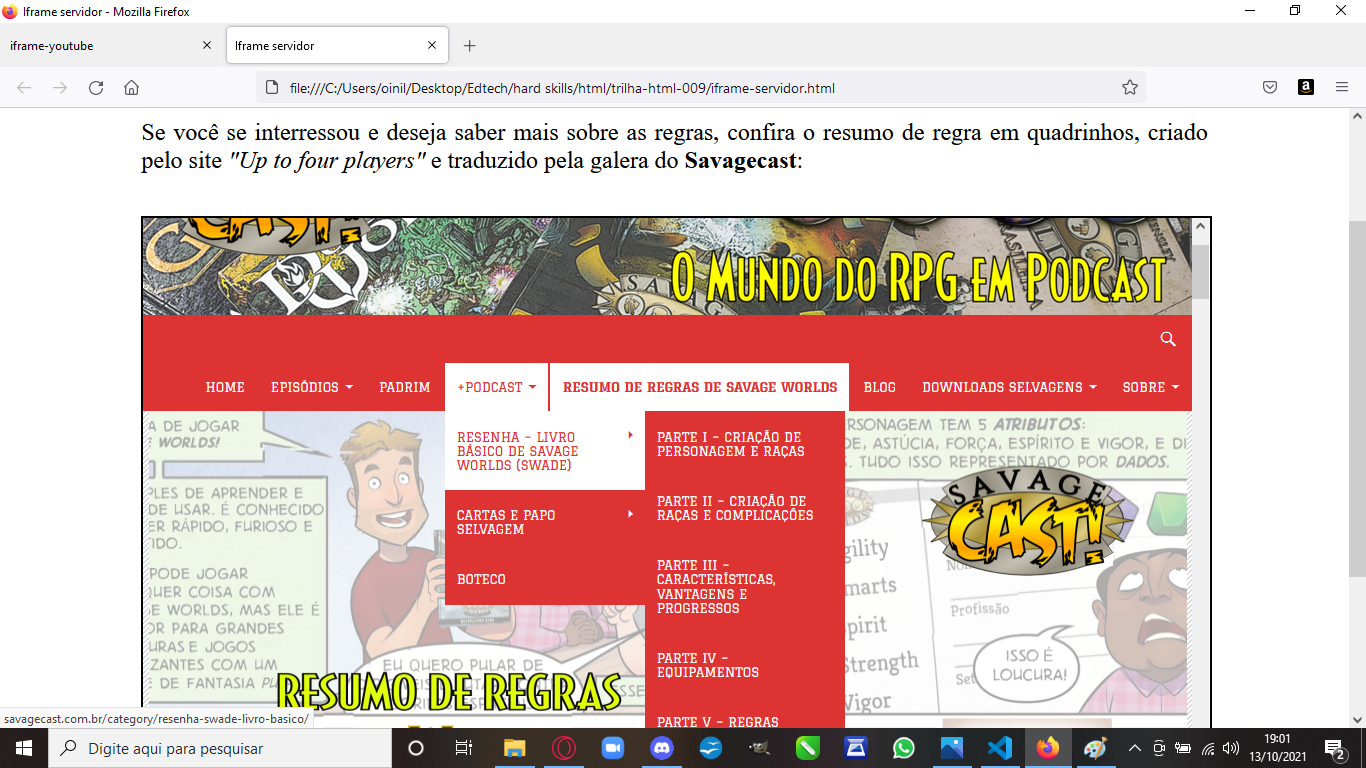 Iframe servidor - Mozilla Firefox
iframe-youtube
Iframe servidor
file:///C:/Users/oinil/Desktop/Edtech/hard skills/html/trilha-html-009/iframe-servidor.html
Se você se interressou e deseja saber mais sobre as regras, confira o resumo de regra em quadrinhos, criado
pelo site "Up to four players" e traduzido pela galera do Savagecast:
CAST!
O MUNDO DO RPG EM PODCAST
HOME EPISÓDIOS PADRIM +PODCAST RESUMO DE REGRAS DE SAVAGE WORLDS BLOG DOWNLOADS SELVAGENS SOBRE
RESENHA – LIVRO
BÁSICO DE SAVAGE
WORLDS (SWADE)
CARTAS E PAPO
SELVAGEM
BOTECO
PARTE I – CRIAÇÃO DE
PERSONAGEM E RAÇAS
PARTE II – CRIAÇÃO DE
RAÇAS E COMPLICAÇÕES
PARTE III –
CARACTERÍSTICAS,
VANTAGENS E
PROGRESSOS
PARTE IV –
EQUIPAMENTOS
PARTE V – REGRAS
A DE JOGAR
WORLDS!
PLES DE APRENDER E
DE USAR. É CONHECIDO
ER RÁPIDO, FURIOSO E
IDO.
PODE JOGAR
QUER COISA COM
E WORLDS, MAS ELE É
OR PARA GRANDES
URAS E JOGOS
IZANTES COM UM
E DE FANTASIA
EU QUERO PULAR DE
RESUMO DE REGRAS
ERSONAGEM TEM 5 ATRIBUTOS:
DE, ASTÚCIA, FORÇA, ESPÍRITO E VIGOR, E DI
S. TUDO ISSO REPRESENTADO POR DADOS.
SAVAGE
CAST!
gility
marts
pirit
Strength
Vigor
Profissão
ISSO É
LOUCURA!
savagecast.com.br/category/resenha-swade-livro-basico/
Digite aqui para pesquisar
19:01
13/10/2021
2